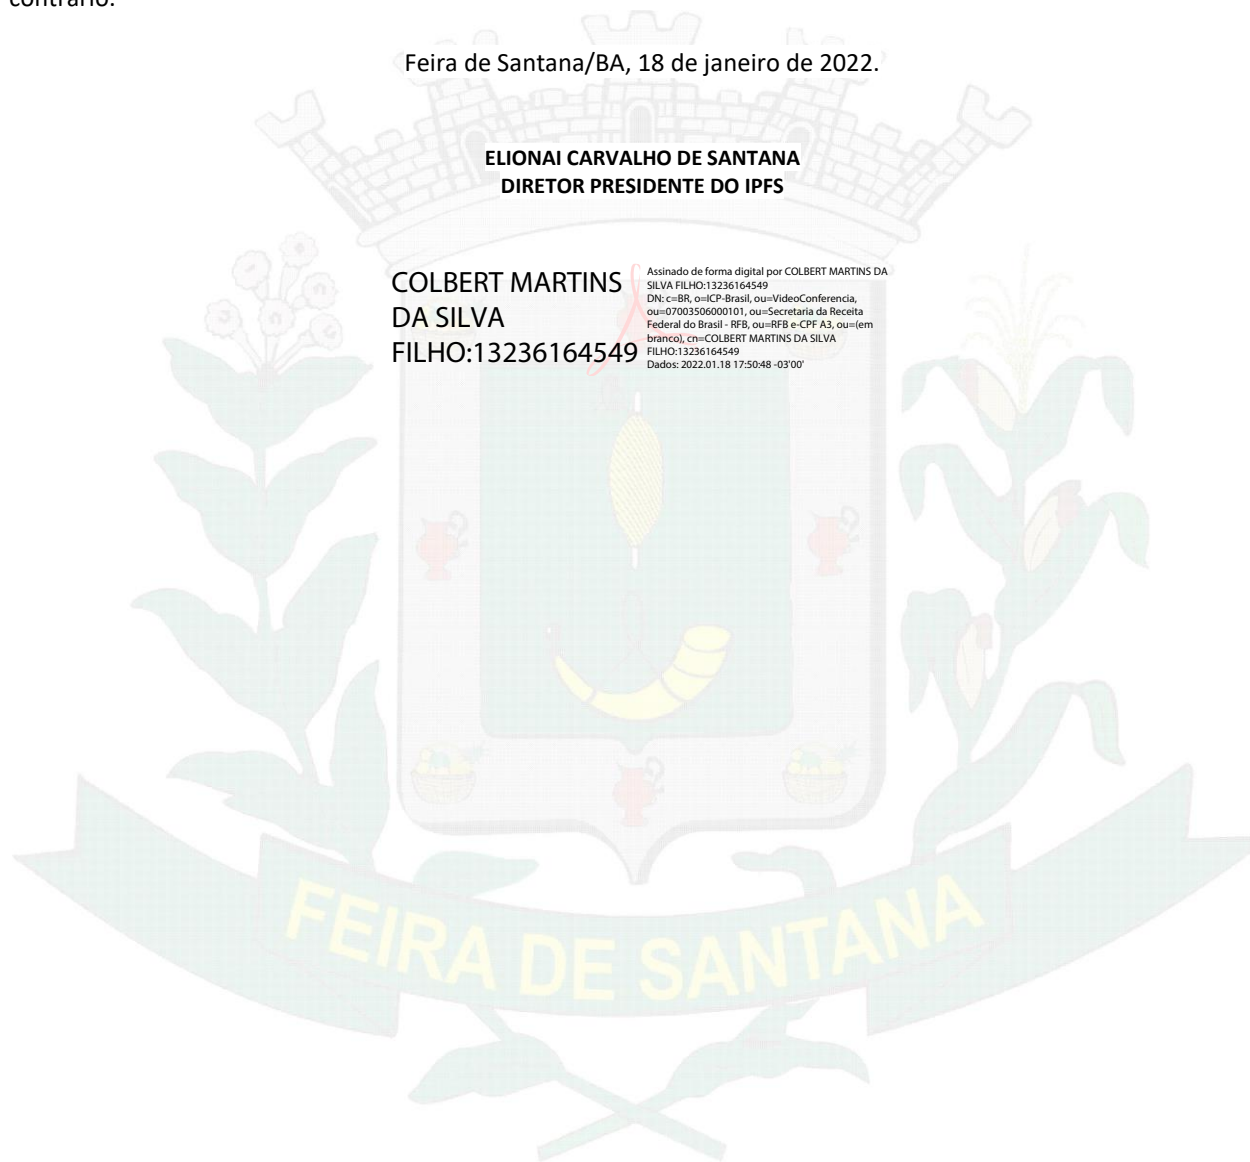 contrário.
Feira de Santana/BA, 18 de janeiro de 2022.
ELIONAI CARVALHO DE SANTANA
DIRETOR PRESIDENTE DO IPFS
COLBERT MARTINS
DA SILVA
FILHO:13236164549
Assinado de forma digital por COLBERT MARTINS DA
SILVA FILHO:13236164549
DN: c=BR, o=ICP-Brasil, ou=VideoConferencia,
ou=07003506000101, ou=Secretaria da Receita
Federal do Brasil - RFB, ou=RFB e-CPF A3, ou=(em
branco), cn=COLBERT MARTINS DA SILVA
FILHO:13236164549
Dados: 2022.01.18 17:50:48 -03'00'
FEIRA DE SANTANA